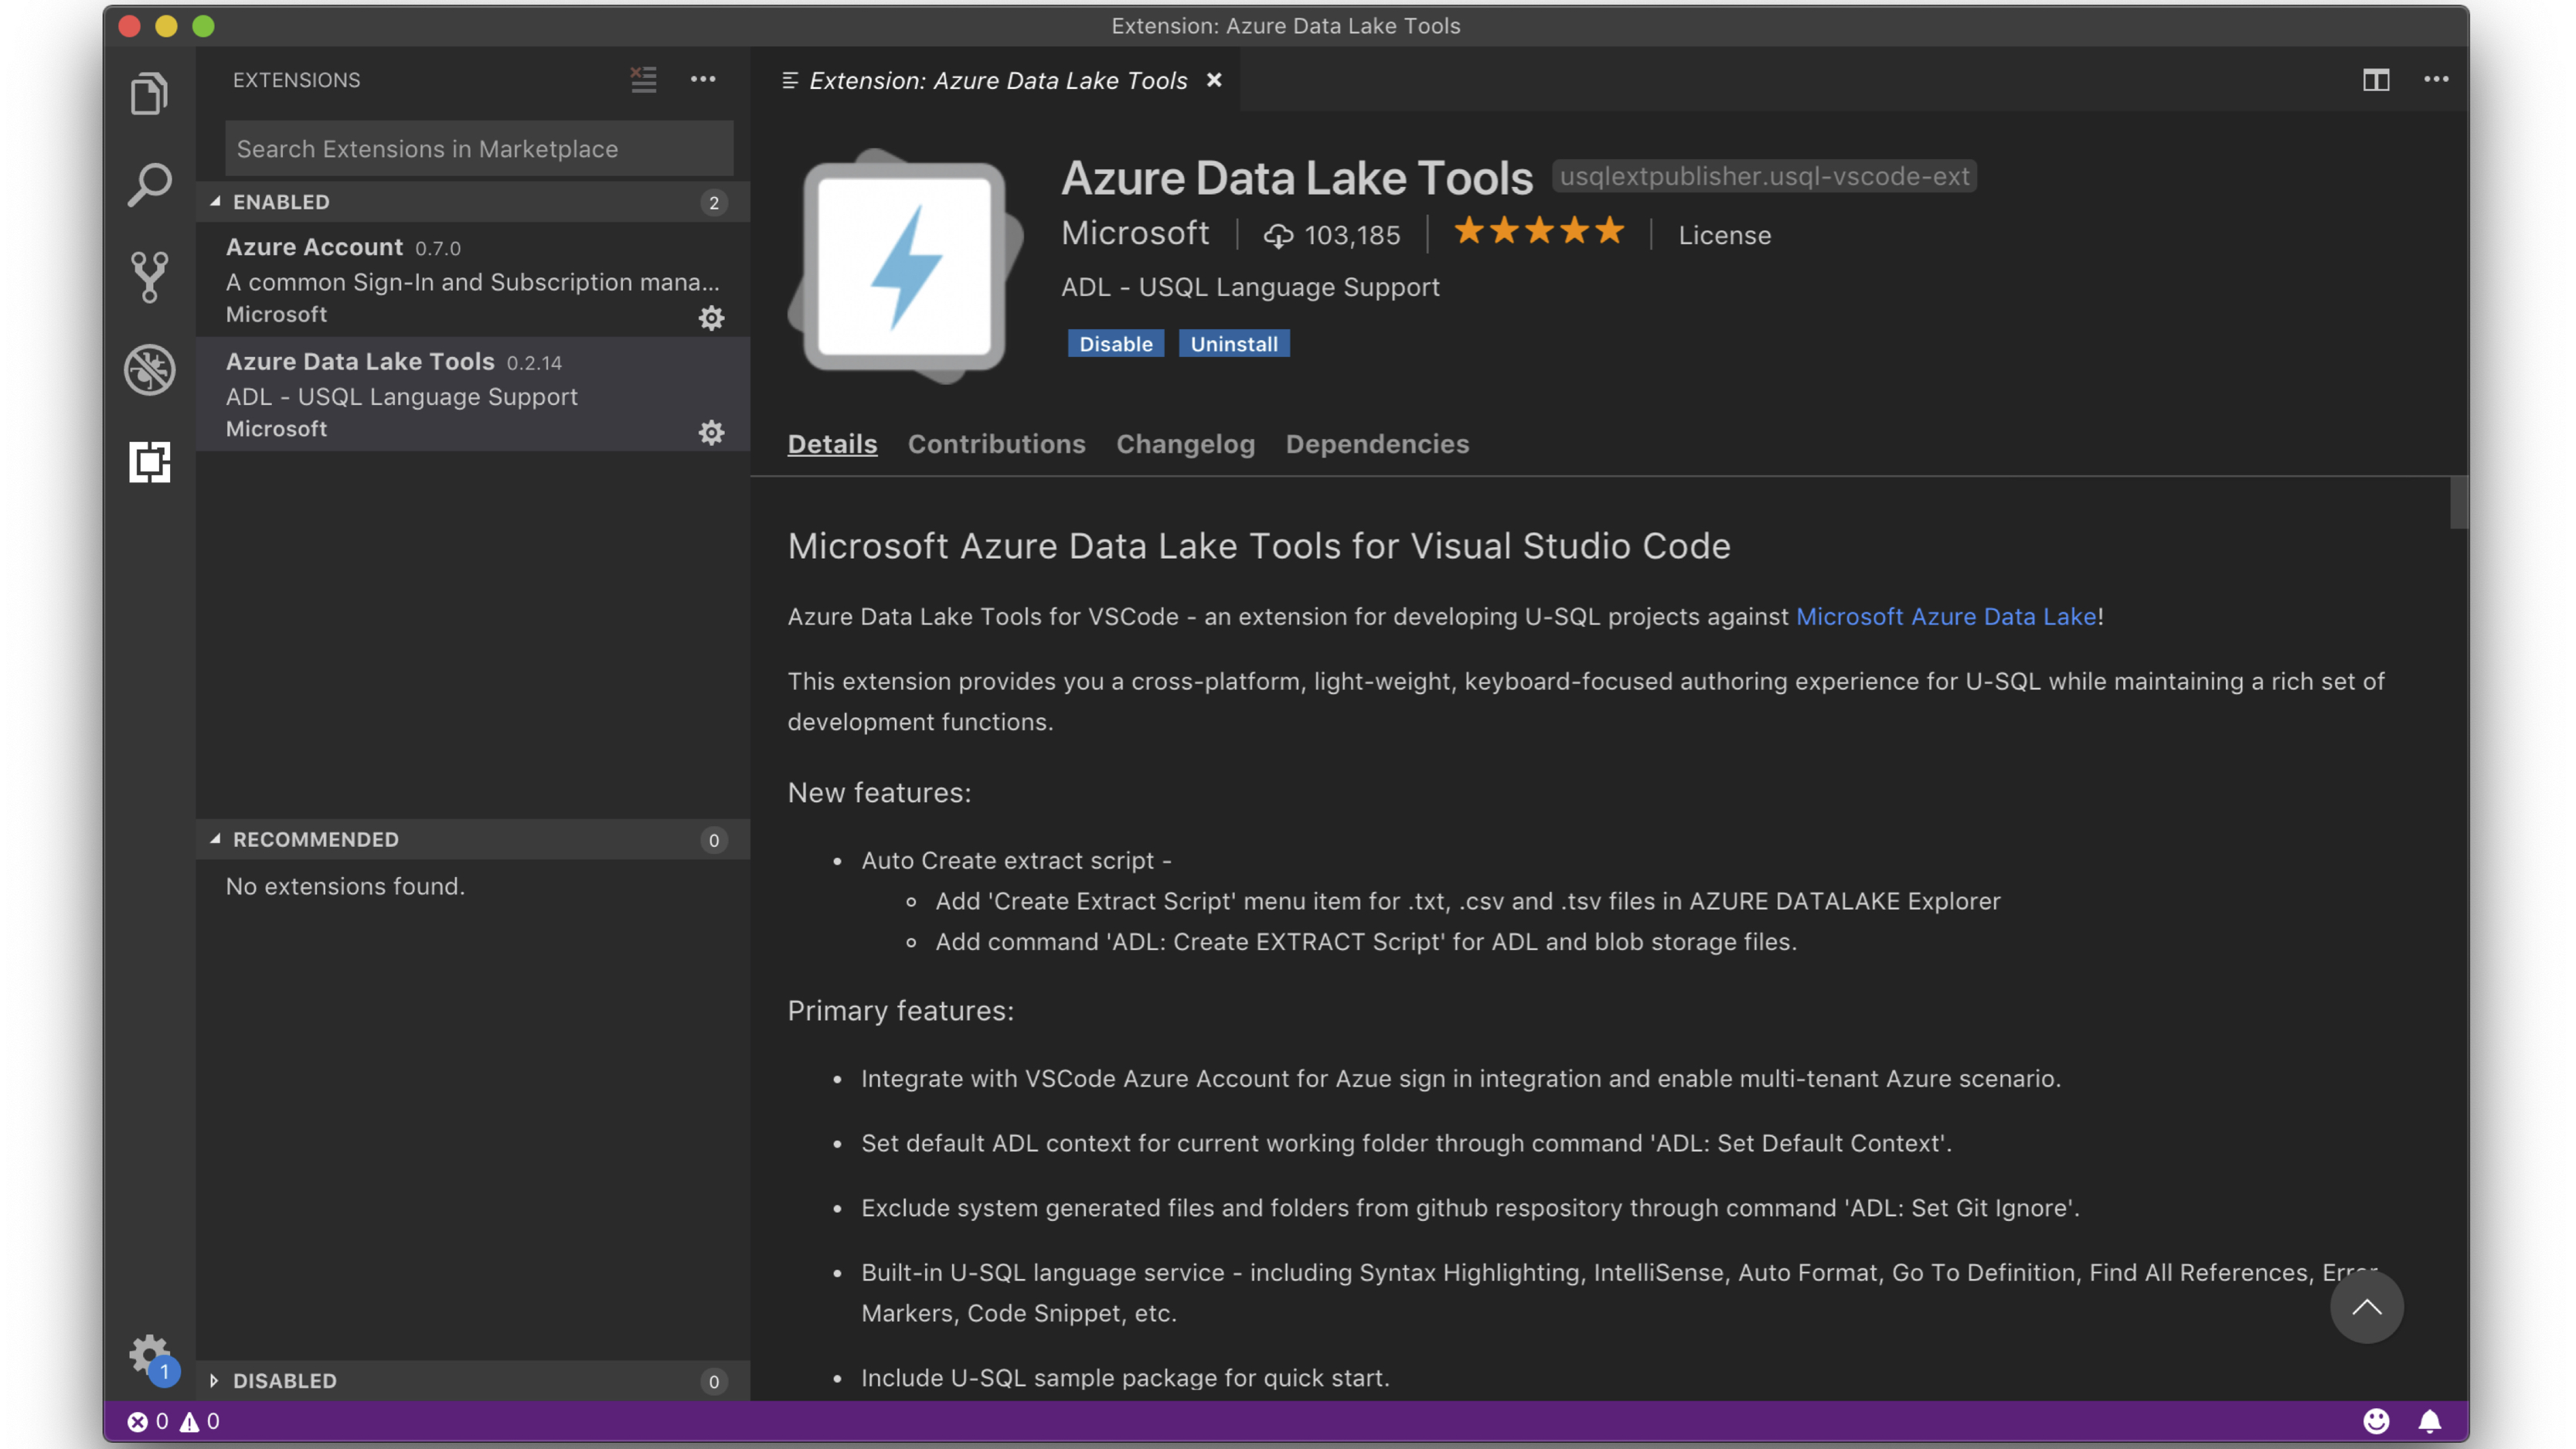 Extension: Azure Data Lake Tools
EXTENSIONS
Search Extensions in Marketplace
ENABLED 2
Azure Account 0.7.0
A common Sign-In and Subscription mana...
Microsoft
Azure Data Lake Tools 0.2.14
ADL - USQL Language Support
Microsoft
RECOMMENDED 0
No extensions found.
1
DISABLED 0
Extension: Azure Data Lake Tools
Azure Data Lake Tools usqlextpublisher.usql-vscode-ext
Microsoft 103,185 License
ADL - USQL Language Support
Disable Uninstall
Details Contributions Changelog Dependencies
Microsoft Azure Data Lake Tools for Visual Studio Code
Azure Data Lake Tools for VSCode - an extension for developing U-SQL projects against Microsoft Azure Data Lake!
This extension provides you a cross-platform, light-weight, keyboard-focused authoring experience for U-SQL while maintaining a rich set of
development functions.
New features:
• Auto Create extract script -
◦ Add 'Create Extract Script' menu item for .txt, .csv and .tsv files in AZURE DATALAKE Explorer
◦ Add command 'ADL: Create EXTRACT Script' for ADL and blob storage files.
Primary features:
• Integrate with VSCode Azure Account for Azue sign in integration and enable multi-tenant Azure scenario.
• Set default ADL context for current working folder through command 'ADL: Set Default Context'.
• Exclude system generated files and folders from github respository through command 'ADL: Set Git Ignore'.
• Built-in U-SQL language service - including Syntax Highlighting, IntelliSense, Auto Format, Go To Definition, Find All References, Error
Markers, Code Snippet, etc.
• Include U-SQL sample package for quick start.
0 0